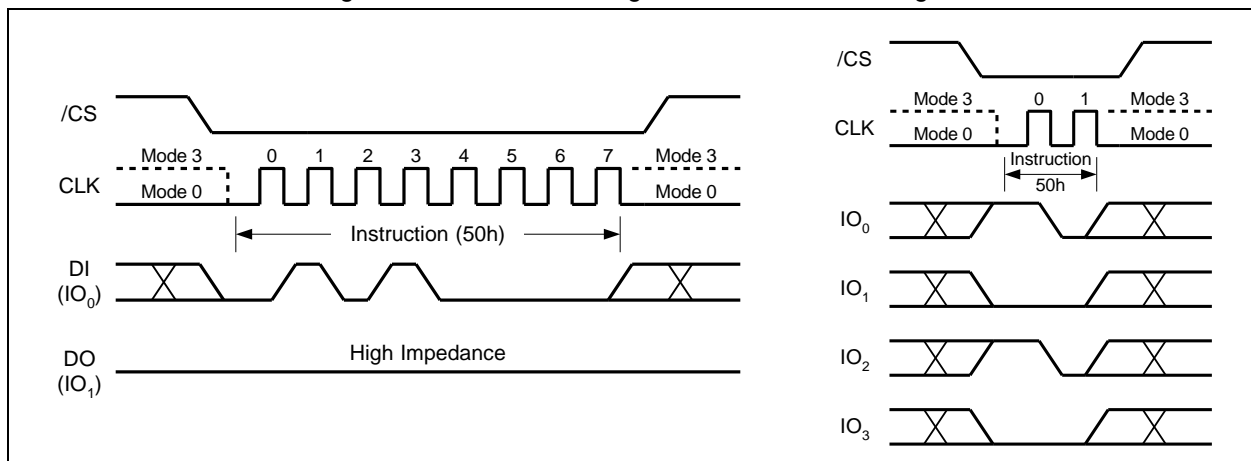 /CS
Mode 3 0 1 2 3 4 5 6 7 Mode 3
CLK
Mode 0 Mode 0
Instruction (50h)
DI
(IO0)
High Impedance
DO
(IO1)
/CS
Mode 3 0 1 Mode 3
CLK
Mode 0 Mode 0
Instruction
50h
IO0
IO1
IO2
IO3